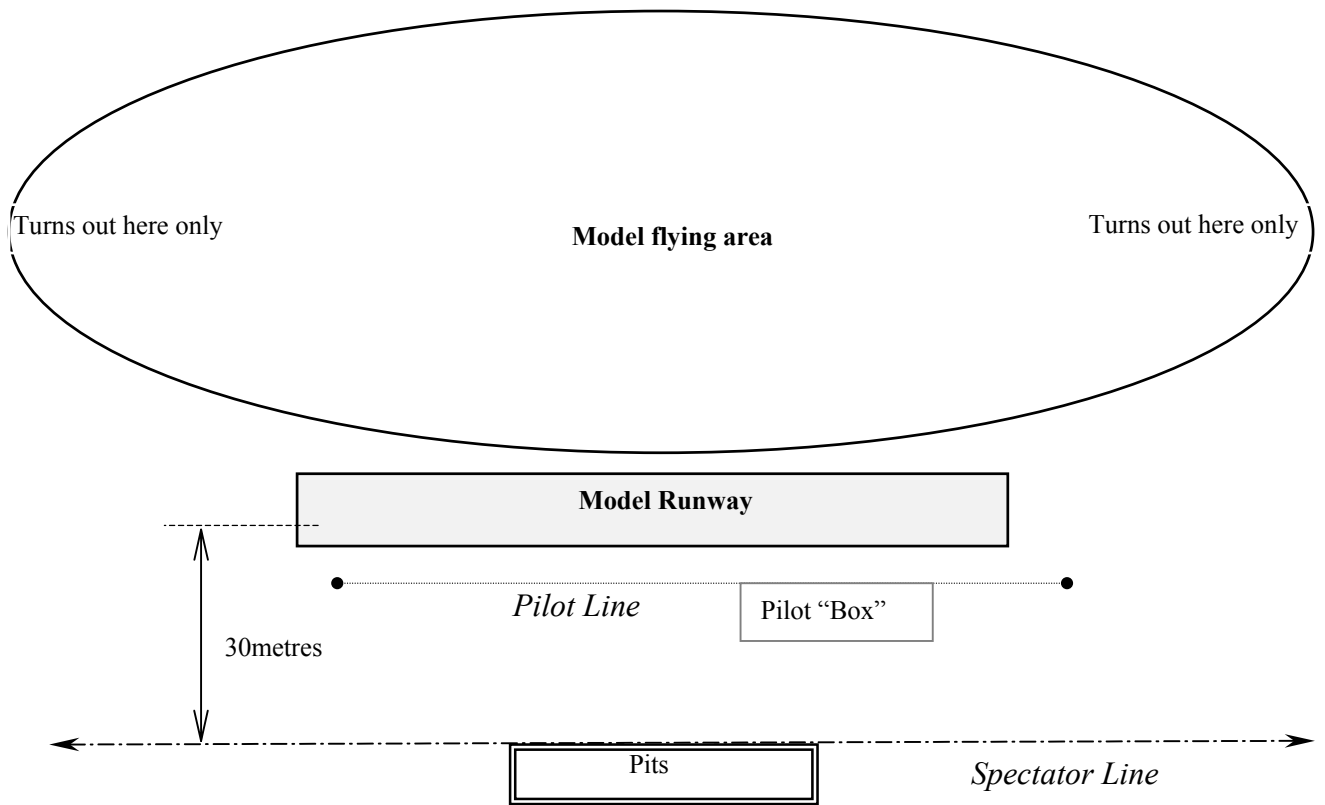 Turns out here only
Turns out here only
Model flying area
Model Runway
Pilot Line
Pilot “Box”
30metres
Pits
Spectator Line